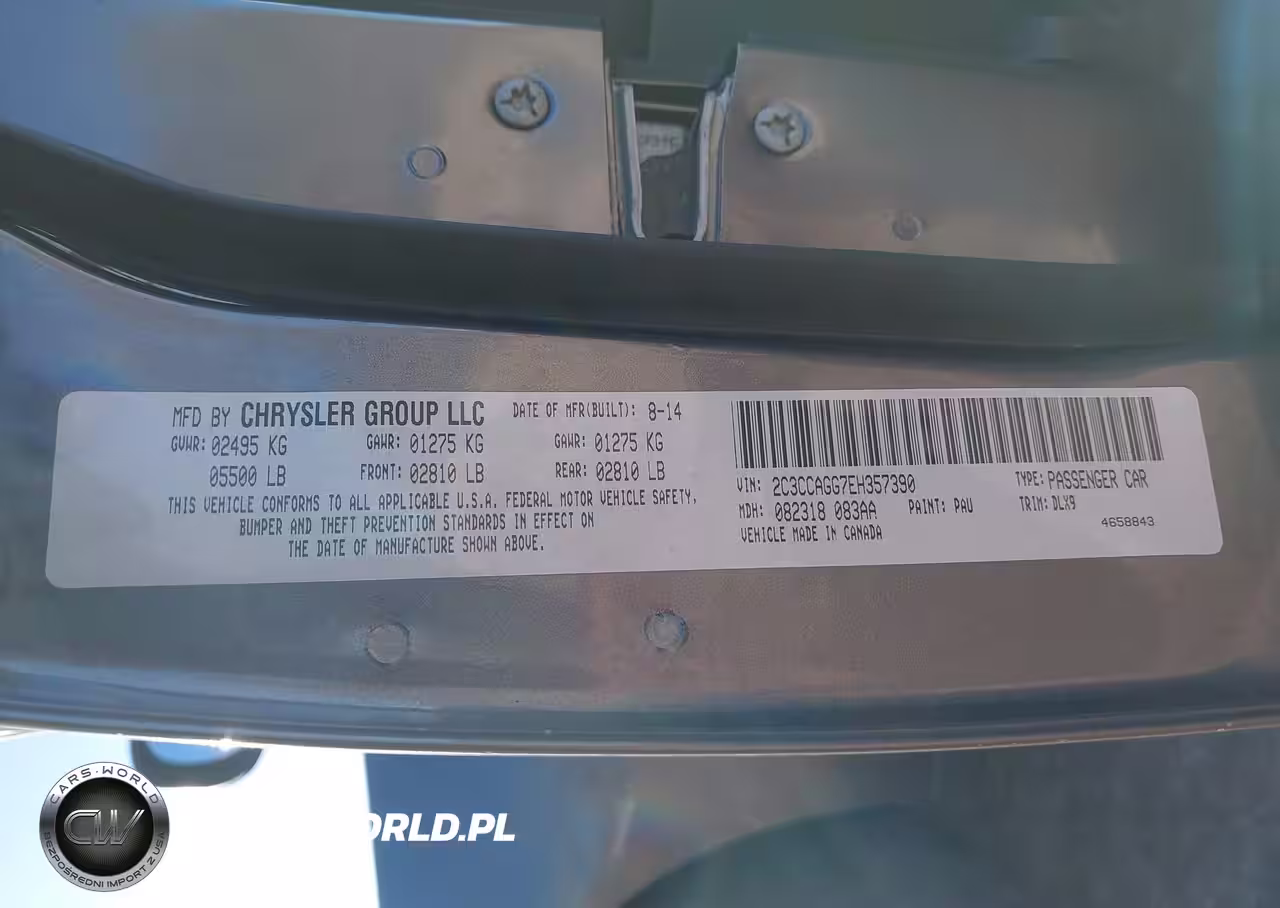 MFD BY CHRYSLER GROUP LLC DATE OF MFR(BUILT): 8-14
GVWR: 02495 KG GAWR: 01275 KG GAWR: 01275 KG
05500 LB FRONT: 02810 LB REAR: 02810 LB
THIS VEHICLE CONFORMS TO ALL APPLICABLE U.S.A. FEDERAL MOTOR VEHICLE SAFETY,
BUMPER AND THEFT PREVENTION STANDARDS IN EFFECT ON
THE DATE OF MANUFACTURE SHOWN ABOVE.
VIN: 2C3CCAGG7EH357390 TYPE: PASSENGER CAR
MDH: 082318 083AA PAINT: PAU TRIM: DLX9
VEHICLE MADE IN CANADA 4658843
CARS·WORLD
CW
BEZPOŚREDNI IMPORT Z USA
ORLD.PL